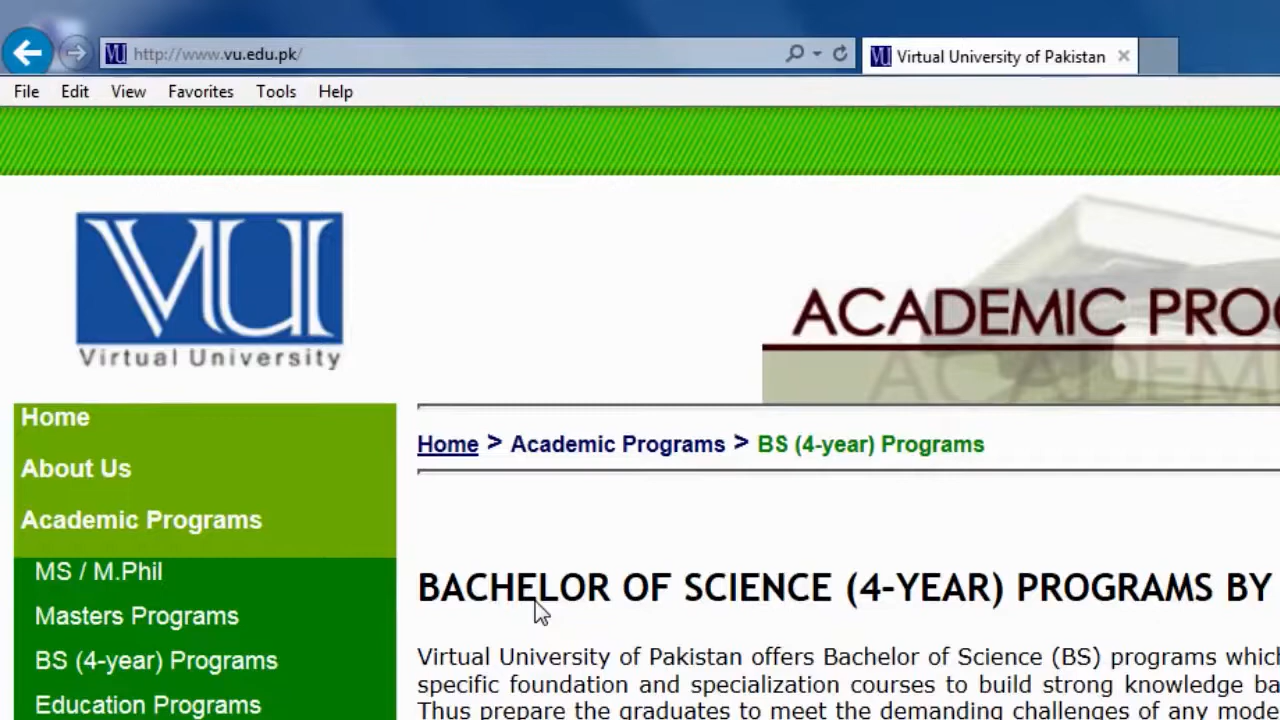 http://www.vu.edu.pk/
Virtual University of Pakistan
File Edit View Favorites Tools Help
VU
Virtual University
ACADEMIC PRO
Home
About Us
Academic Programs
MS / M.Phil
Masters Programs
BS (4-year) Programs
Education Programs
Home > Academic Programs > BS (4-year) Programs
BACHELOR OF SCIENCE (4-YEAR) PROGRAMS BY
Virtual University of Pakistan offers Bachelor of Science (BS) programs which
specific foundation and specialization courses to build strong knowledge ba
Thus prepare the graduates to meet the demanding challenges of any mode